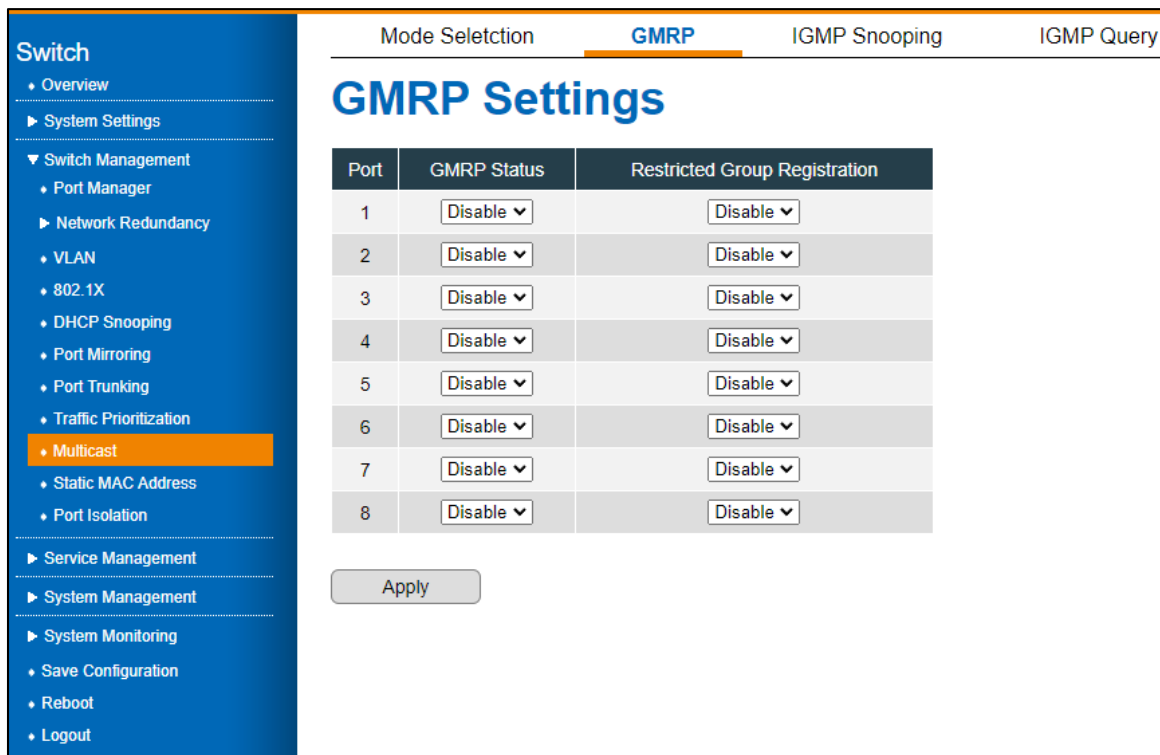 Switch
Overview
System Settings
Switch Management
Port Manager
Network Redundancy
VLAN
802.1X
DHCP Snooping
Port Mirroring
Port Trunking
Traffic Prioritization
Multicast
Static MAC Address
Port Isolation
Service Management
System Management
System Monitoring
Save Configuration
Reboot
Logout
Mode Seletction GMRP IGMP Snooping IGMP Query
GMRP Settings
Port GMRP Status Restricted Group Registration
1 Disable Disable
2 Disable Disable
3 Disable Disable
4 Disable Disable
5 Disable Disable
6 Disable Disable
7 Disable Disable
8 Disable Disable
Apply